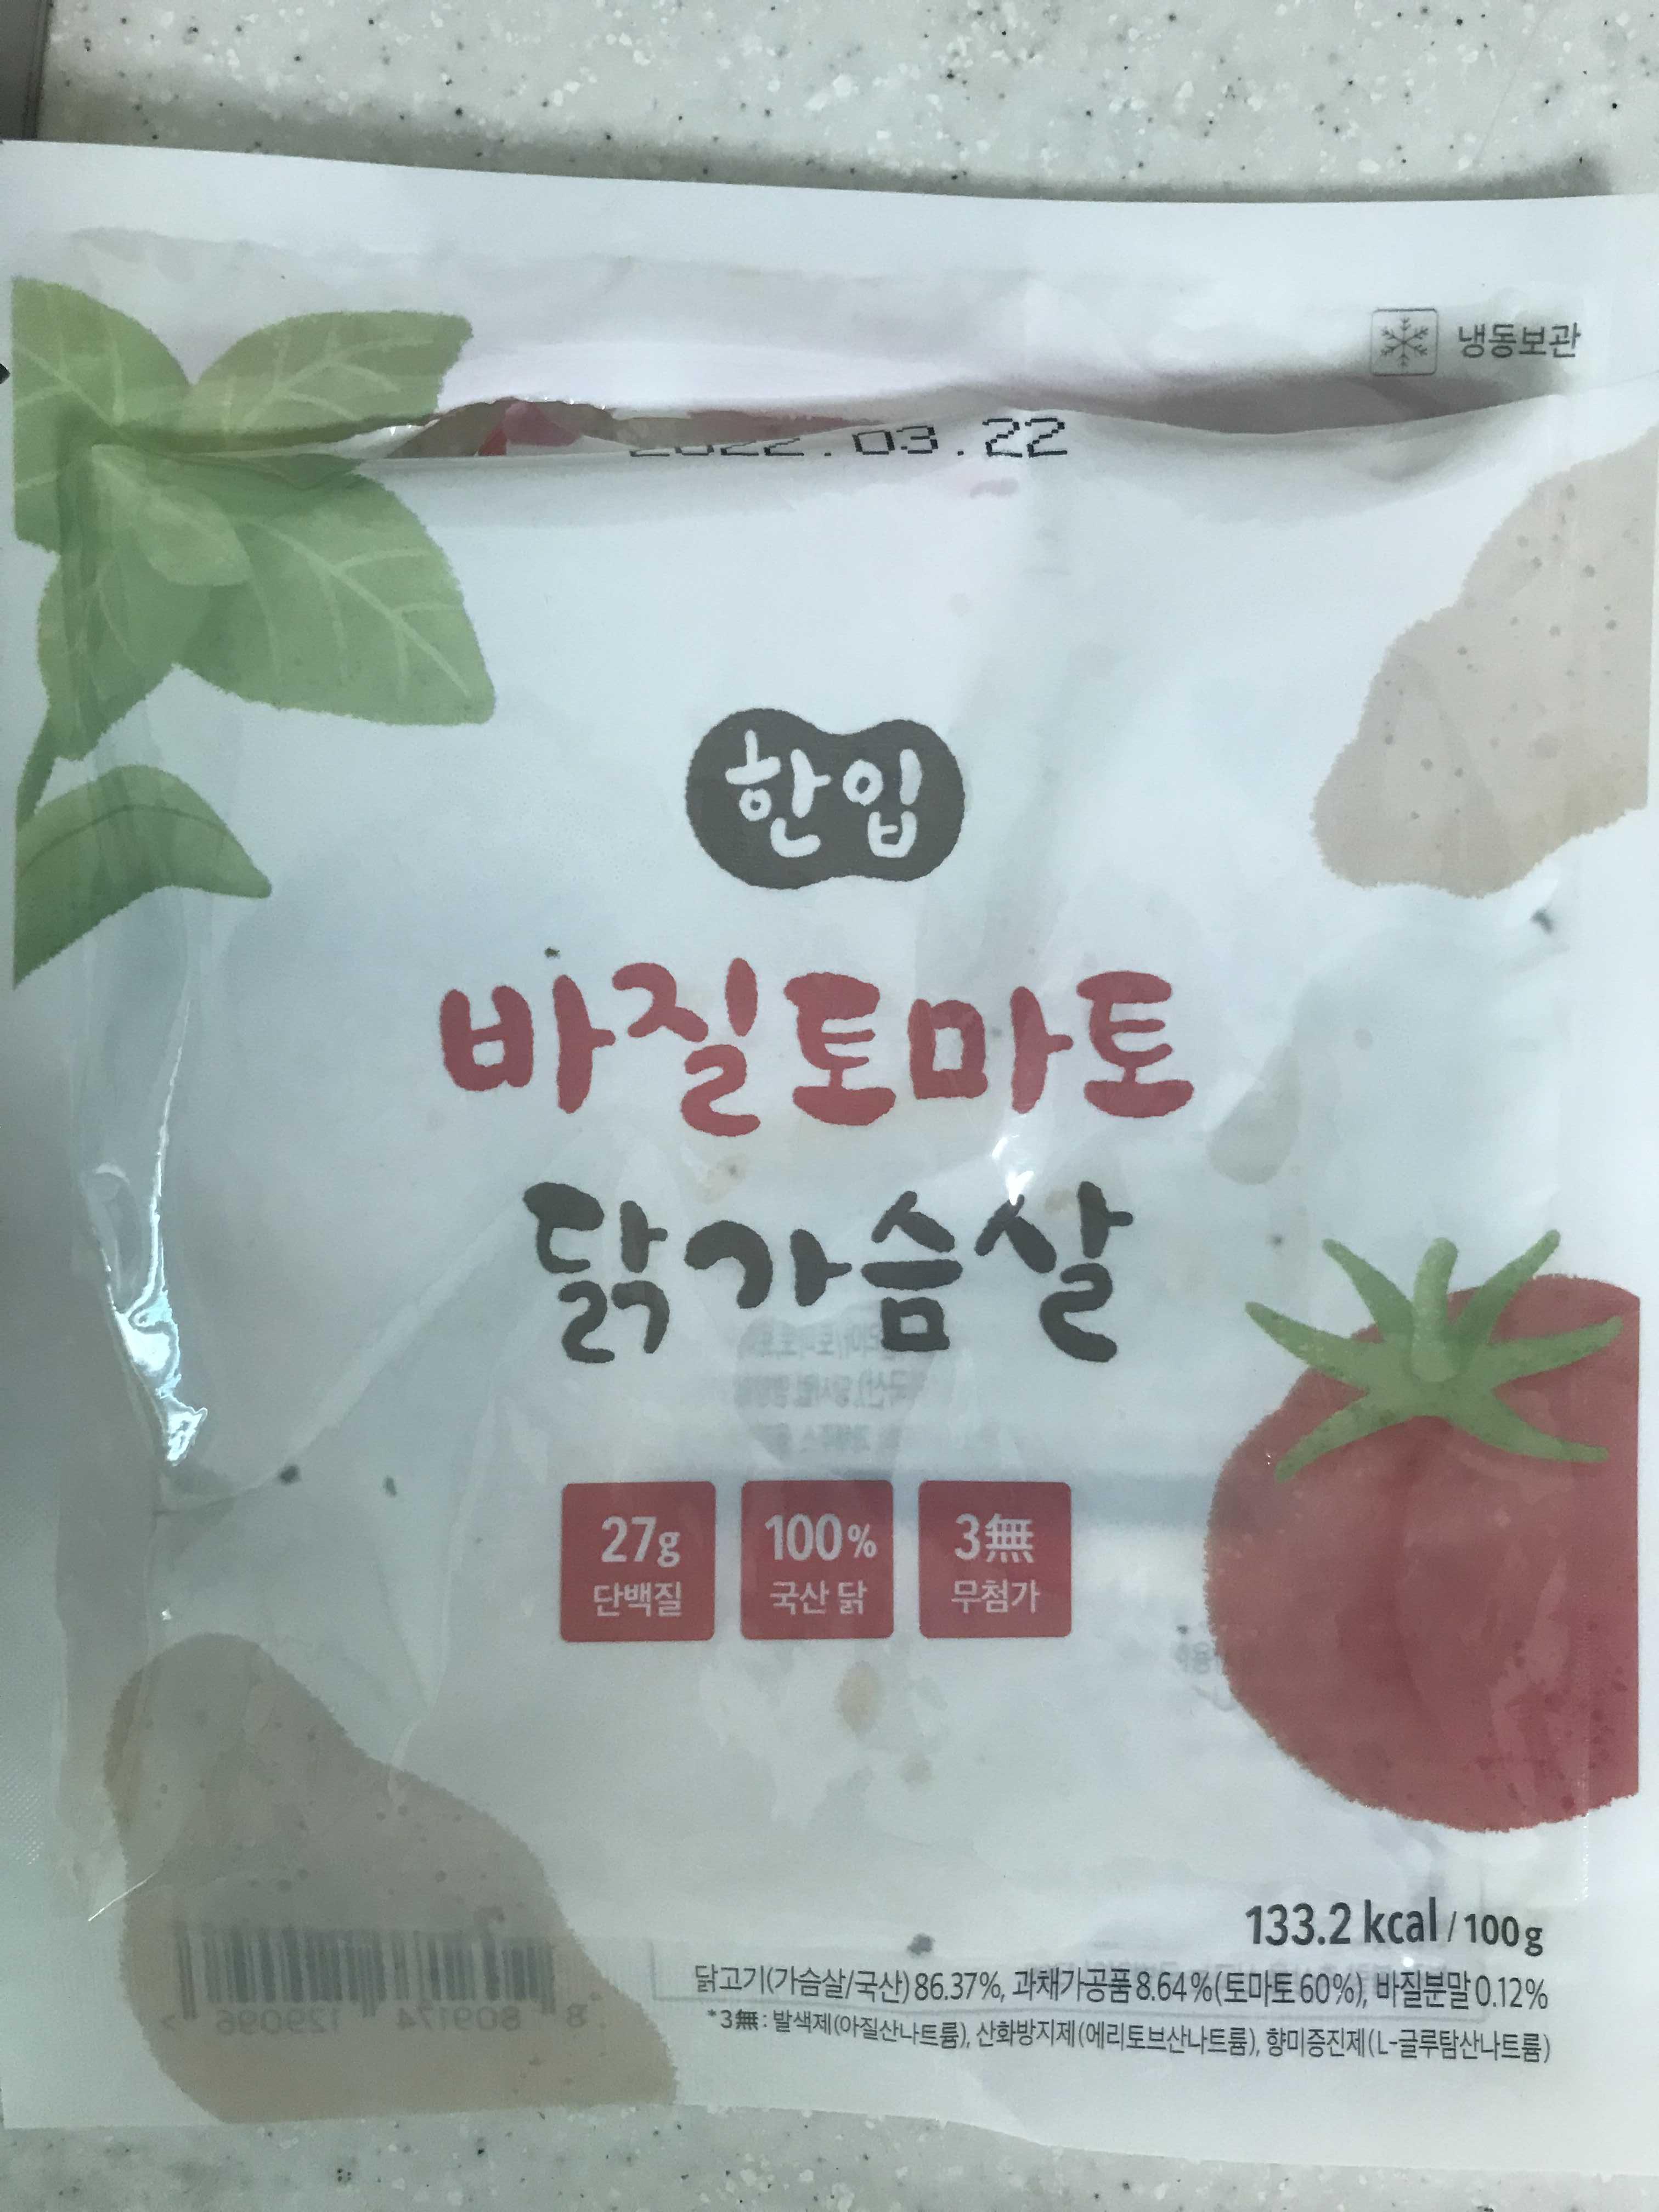 냉동보관
2022.03.22
한입
바질토마토
닭가슴살
27g
단백질
100%
국산 닭
3無
무첨가
133.2 kcal / 100g
닭고기(가슴살/국산) 86.37%, 과채가공품 8.64%(토마토 60%), 바질분말 0.12%
*3無: 발색제(아질산나트륨), 산화방지제(에리토브산나트륨), 향미증진제(L-글루탐산나트륨)
8 809174 129096 >